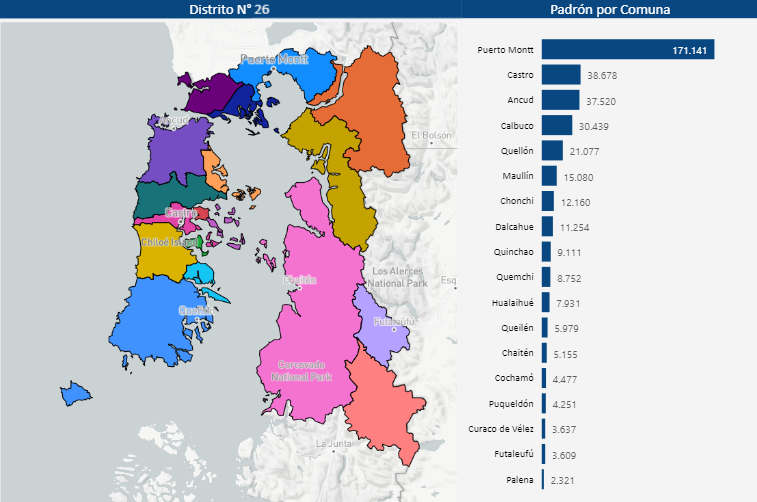 Distrito N° 26
Padrón por Comuna
Puerto Montt
El Bolsón
Ancud
Castro
Chiloé Island
Los Alerces
National Park
Esq
Futaleufú
Quellón
Corcovado
National Park
La Junta
Puerto Montt 171.141
Castro 38.678
Ancud 37.520
Calbuco 30.439
Quellón 21.077
Maullín 15.080
Chonchi 12.160
Dalcahue 11.254
Quinchao 9.111
Quemchi 8.752
Hualaihué 7.931
Queilén 5.979
Chaitén 5.155
Cochamó 4.477
Puqueldón 4.251
Curaco de Vélez 3.637
Futaleufú 3.609
Palena 2.321